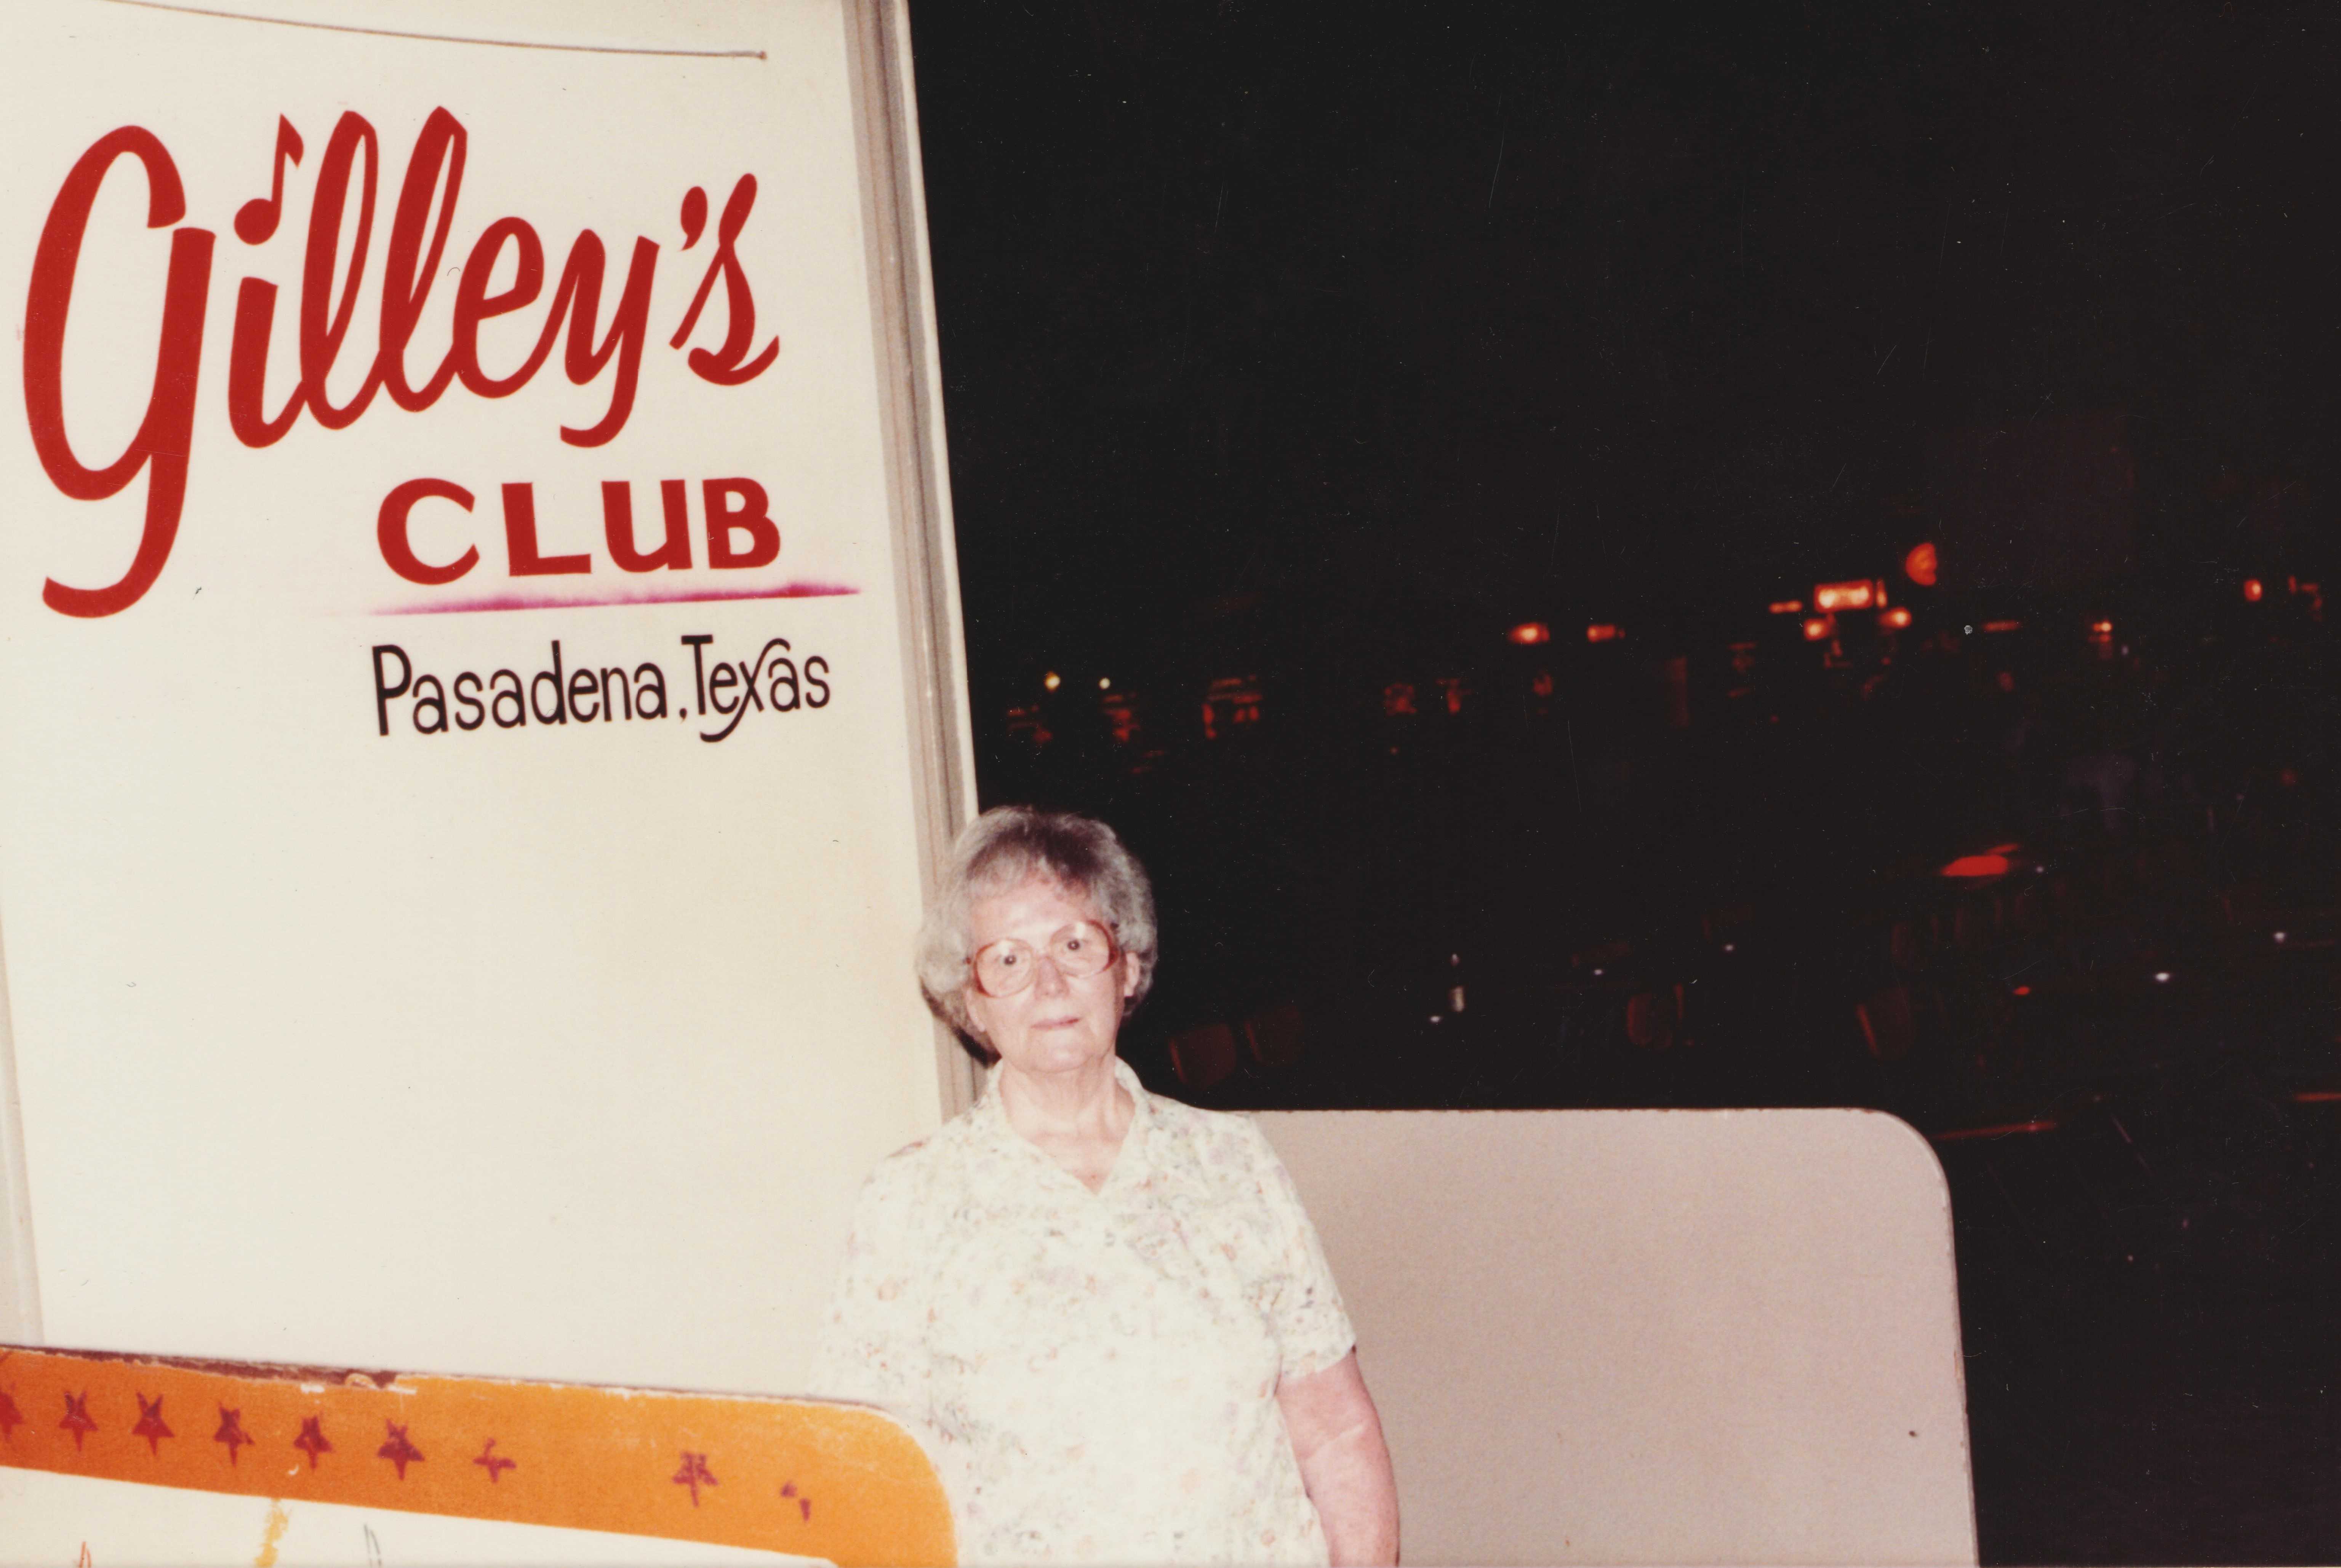 Gilley's
CLUB
Pasadena, Texas